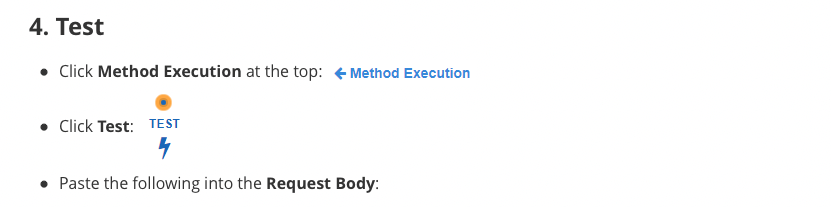 4. Test
• Click Method Execution at the top: ← Method Execution
• Click Test: TEST
• Paste the following into the Request Body: